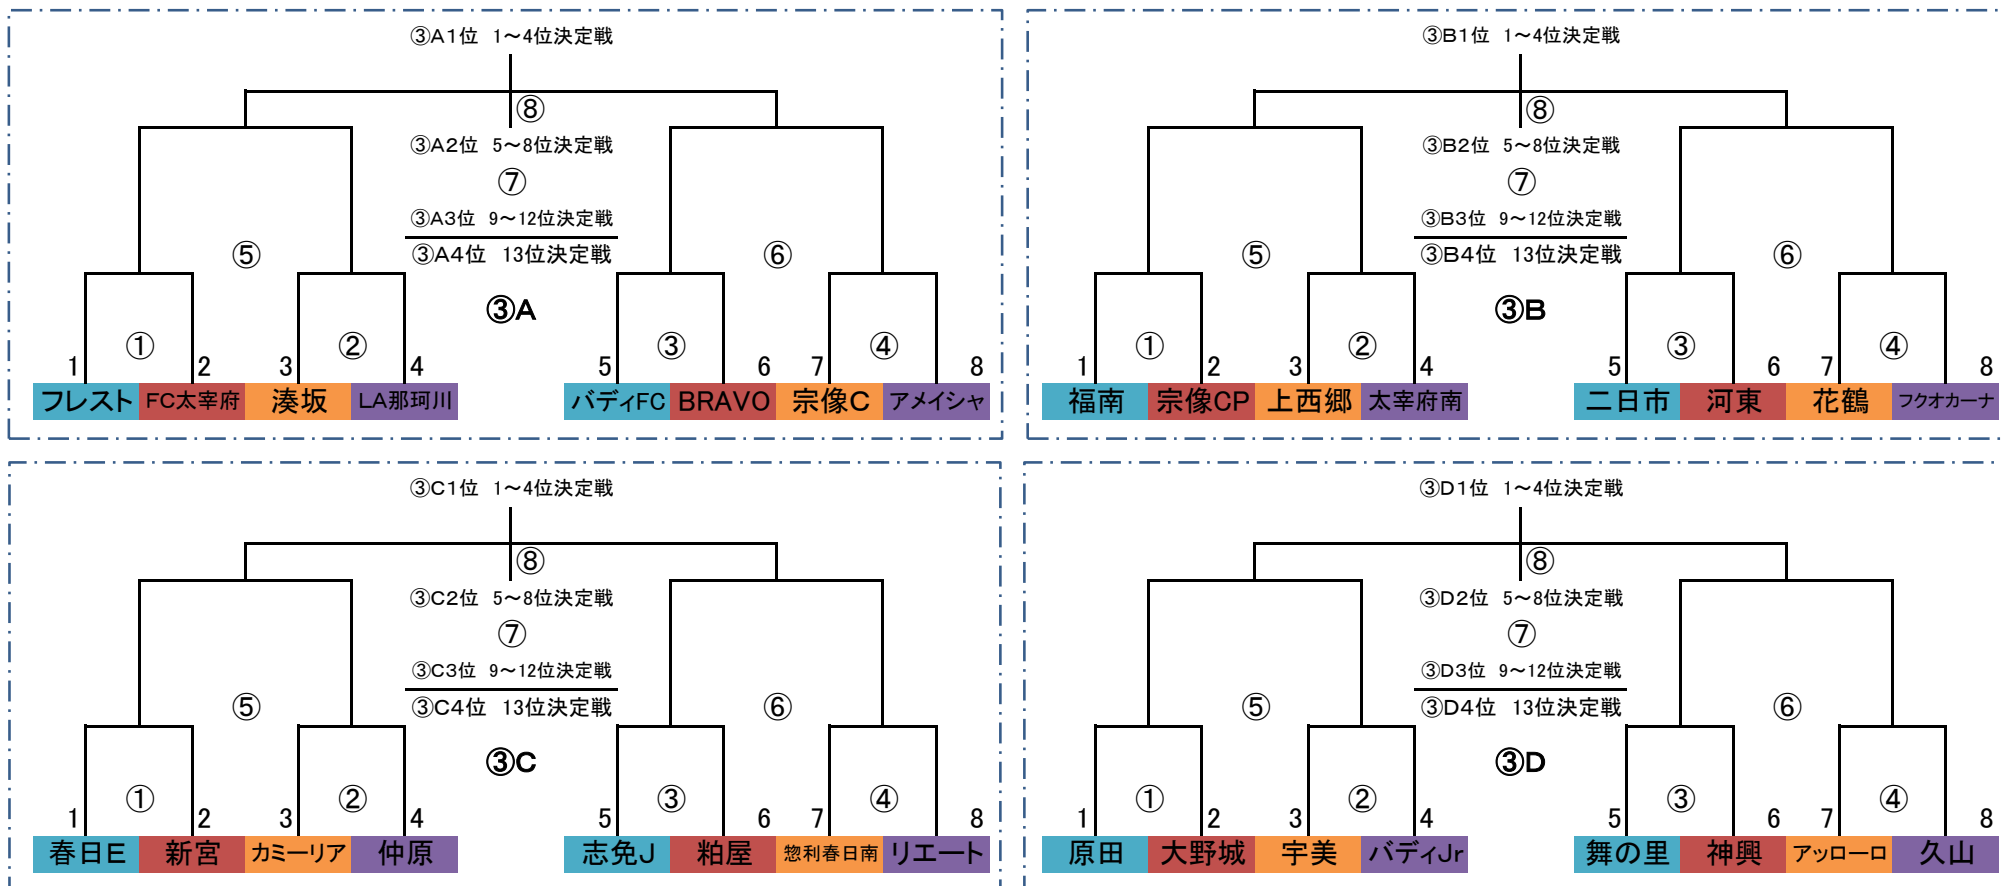 ③A1位 1～4位決定戦
⑧
③A2位 5～8位決定戦
⑦
③A3位 9～12位決定戦
⑤ ③A4位 13位決定戦 ⑥
③A
① ② ③ ④
1 2 3 4 5 6 7 8
フレスト FC太宰府 湊坂 LA那珂川 バディFC BRAVO 宗像C アメイシャ
③B1位 1～4位決定戦
⑧
③B2位 5～8位決定戦
⑦
③B3位 9～12位決定戦
⑤ ③B4位 13位決定戦 ⑥
③B
① ② ③ ④
1 2 3 4 5 6 7 8
福南 宗像CP 上西郷 太宰府南 二日市 河東 花鶴 フクオカーナ
③C1位 1～4位決定戦
⑧
③C2位 5～8位決定戦
⑦
③C3位 9～12位決定戦
⑤ ③C4位 13位決定戦 ⑥
③C
① ② ③ ④
1 2 3 4 5 6 7 8
春日E 新宮 カミーリア 仲原 志免J 粕屋 惣利春日南 リエート
③D1位 1～4位決定戦
⑧
③D2位 5～8位決定戦
⑦
③D3位 9～12位決定戦
⑤ ③D4位 13位決定戦 ⑥
③D
① ② ③ ④
1 2 3 4 5 6 7 8
原田 大野城 宇美 バディJr 舞の里 神興 アッローロ 久山